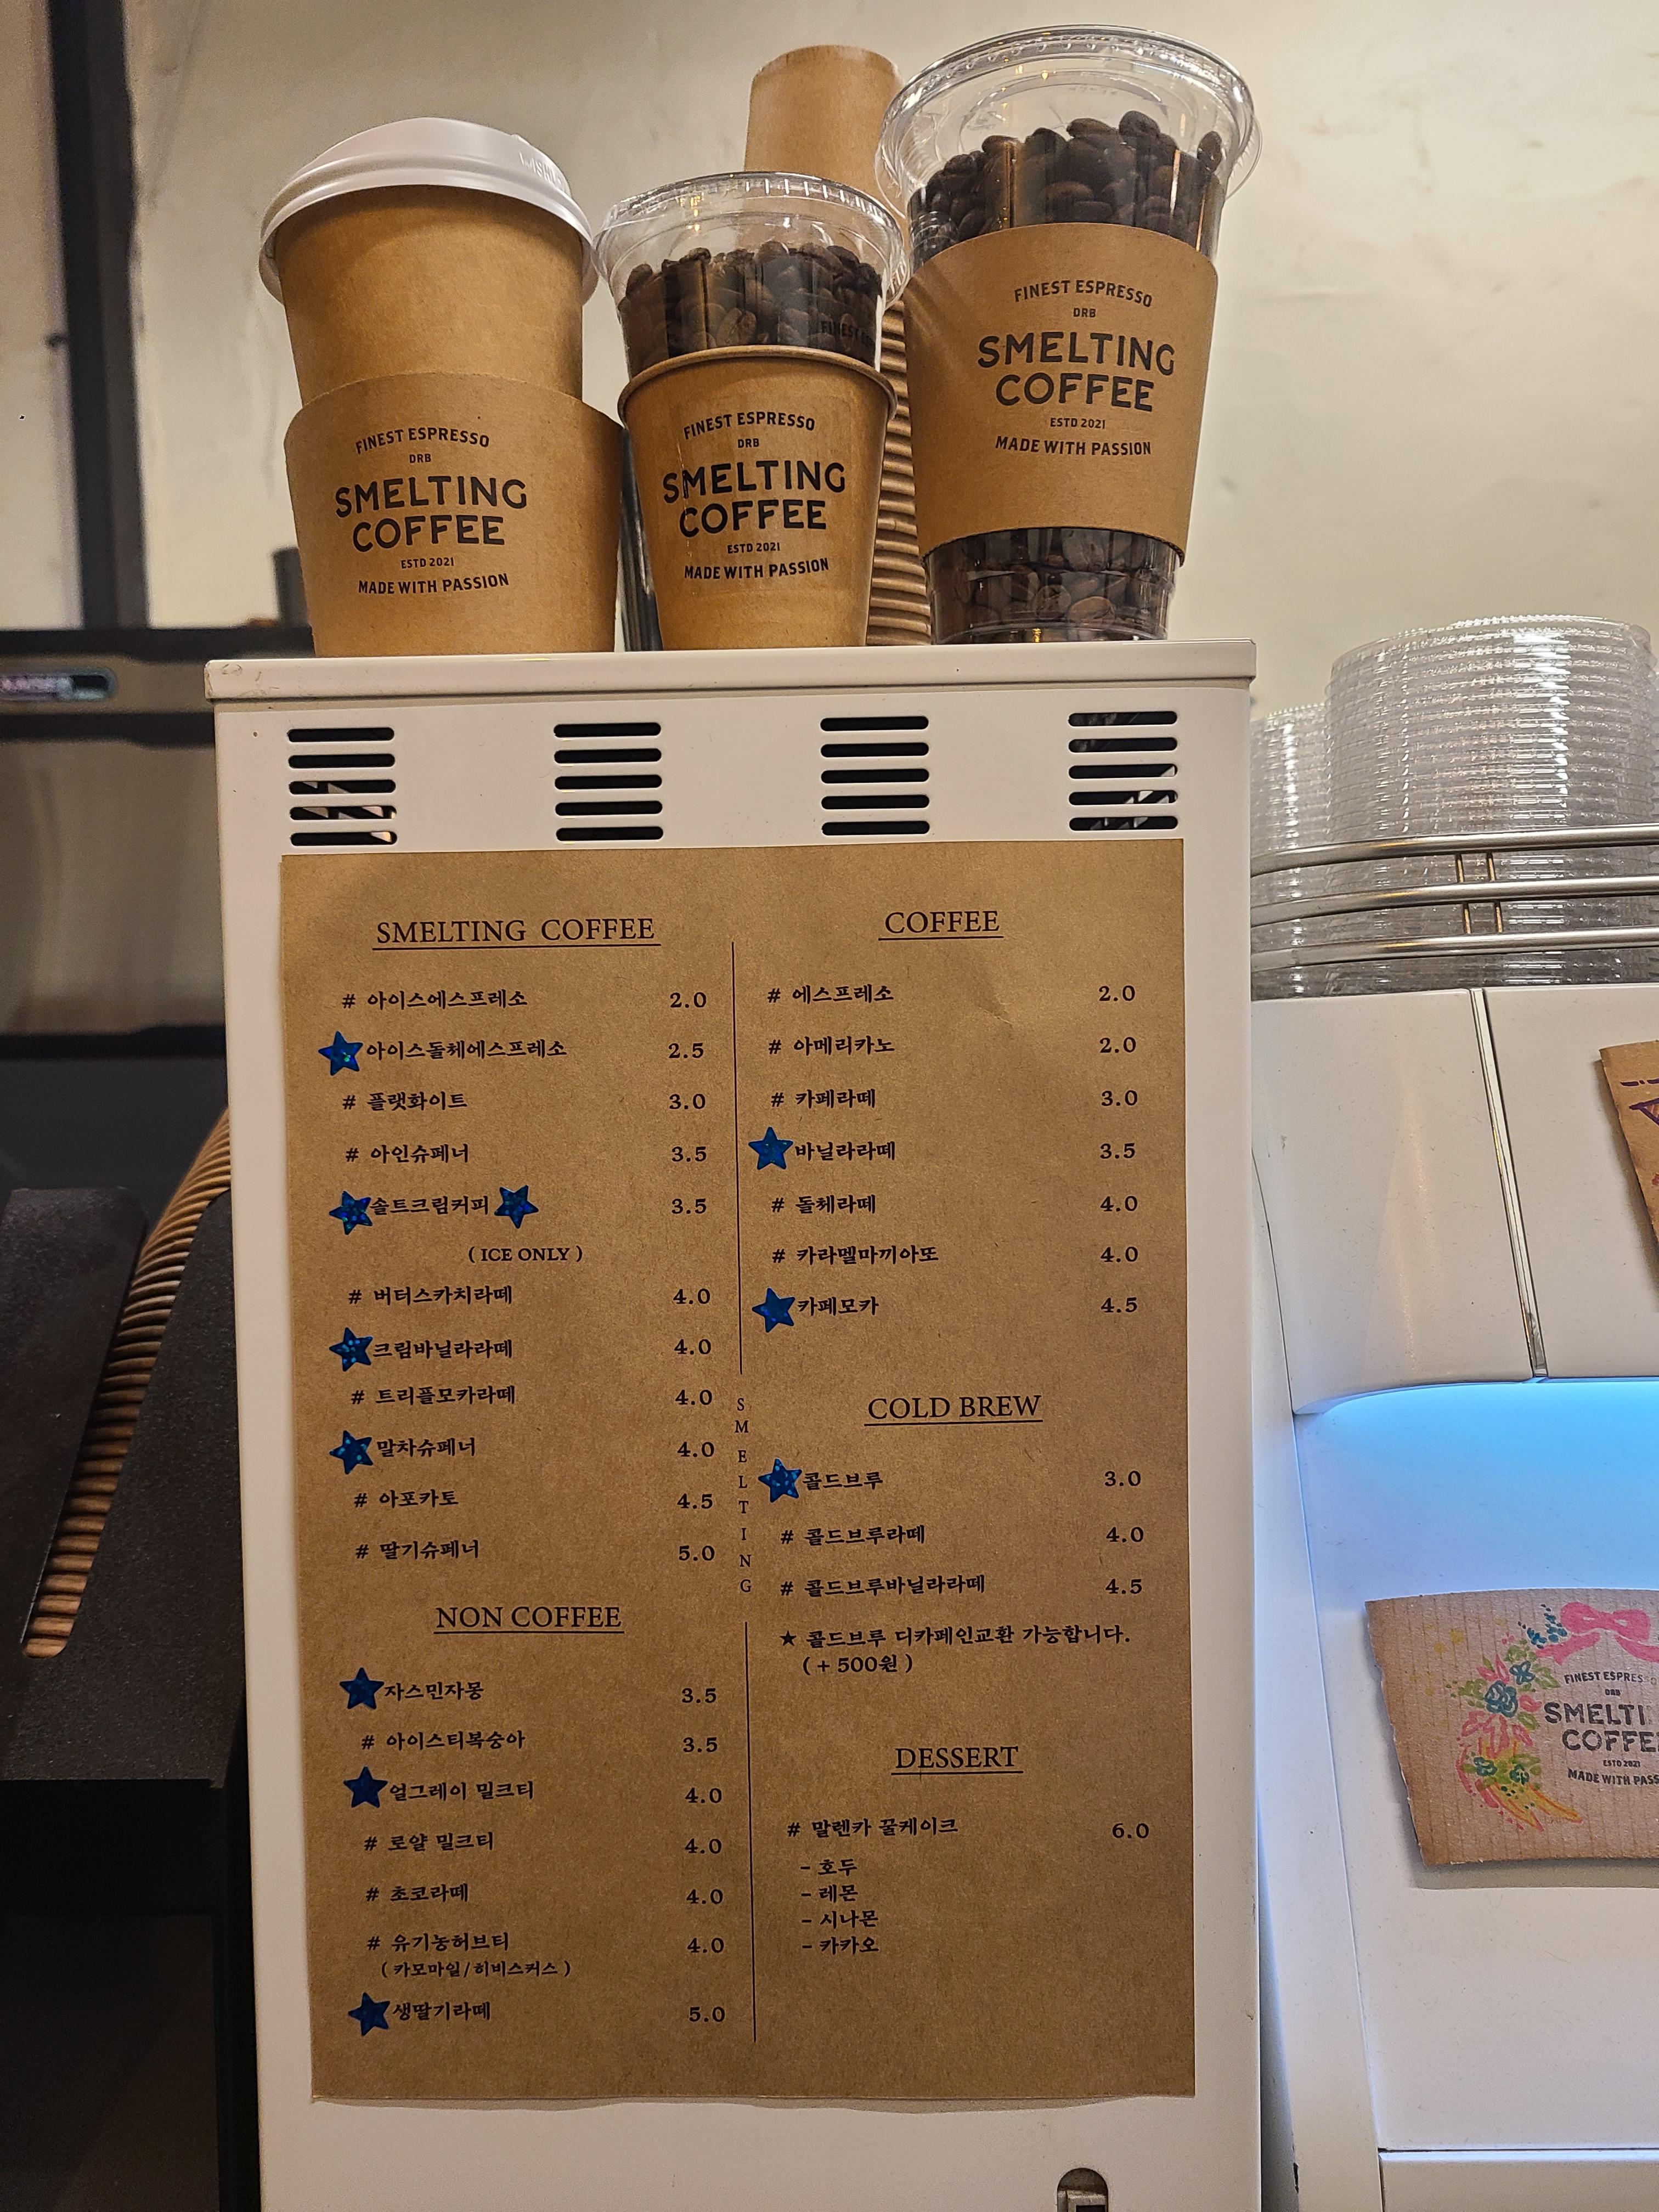 FINEST ESPRESSO
DRB
SMELTING
COFFEE
ESTD 2021
MADE WITH PASSION
FINEST ESPRESSO
DRB
SMELTING
COFFEE
ESTD 2021
MADE WITH PASSION
FINEST ESPRESSO
DRB
SMELTING
COFFEE
ESTD 2021
MADE WITH PASSION
SMELTING COFFEE
# 아이스에스프레소 2.0
아이스돌체에스프레소 2.5
# 플랫화이트 3.0
# 아인슈페너 3.5
솔트크림커피 3.5
( ICE ONLY )
# 버터스카치라떼 4.0
크림바닐라라떼 4.0
# 트리플모카라떼 4.0
말차슈페너 4.0
# 아포카토 4.5
# 딸기슈페너 5.0
NON COFFEE
자스민자몽 3.5
# 아이스티복숭아 3.5
얼그레이 밀크티 4.0
# 로얄 밀크티 4.0
# 초코라떼 4.0
# 유기농허브티 4.0
( 카모마일/히비스커스 )
생딸기라떼 5.0
SMELTING
COFFEE
# 에스프레소 2.0
# 아메리카노 2.0
# 카페라떼 3.0
바닐라라떼 3.5
# 돌체라떼 4.0
# 카라멜마끼아또 4.0
카페모카 4.5
COLD BREW
콜드브루 3.0
# 콜드브루라떼 4.0
# 콜드브루바닐라라떼 4.5
★ 콜드브루 디카페인교환 가능합니다.
( + 500원 )
DESSERT
# 말렌카 꿀케이크 6.0
- 호두
- 레몬
- 시나몬
- 카카오
FINEST ESPRESSO
DRB
SMELTI
COFFEE
ESTD 2021
MADE WITH PASS